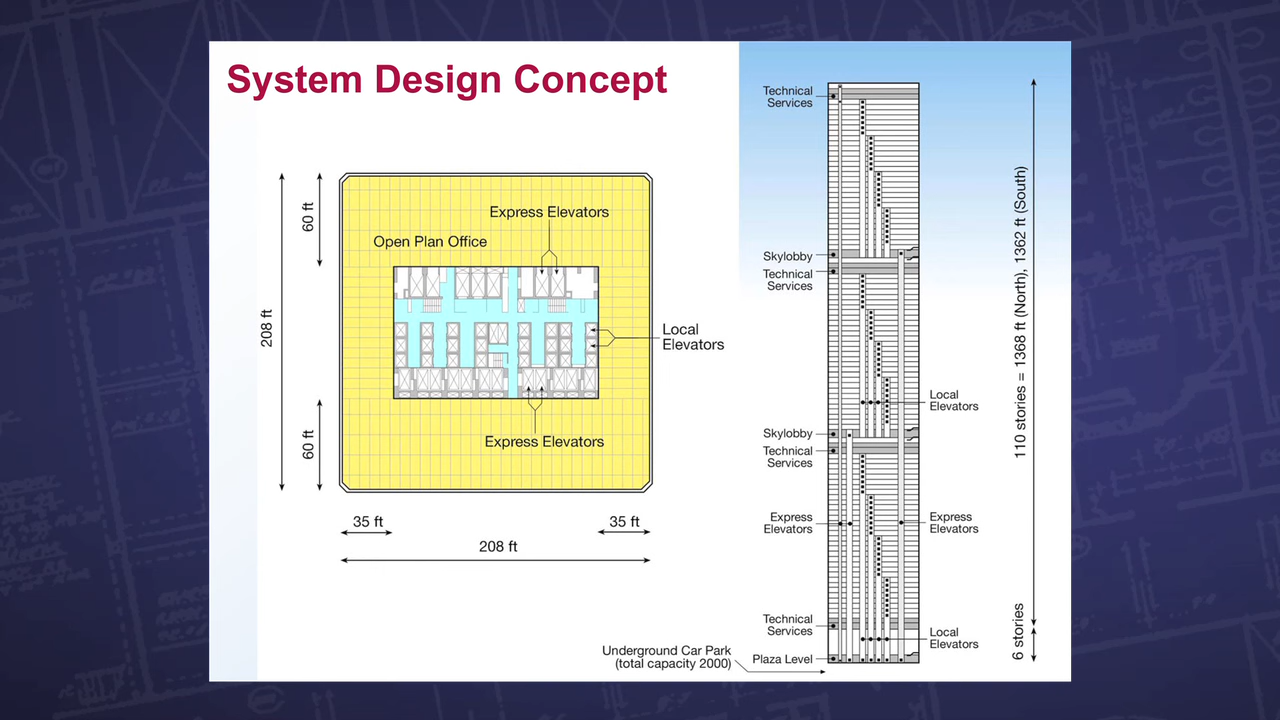 System Design Concept
60 ft
208 ft
60 ft
Express Elevators
Open Plan Office
Local
Elevators
Express Elevators
35 ft
35 ft
208 ft
Technical
Services
Skylobby
Technical
Services
Local
Elevators
Skylobby
Technical
Services
Express
Elevators
Express
Elevators
Technical
Services
Local
Elevators
Underground Car Park
(total capacity 2000)
Plaza Level
110 stories = 1368 ft (North), 1362 ft (South)
6 stories